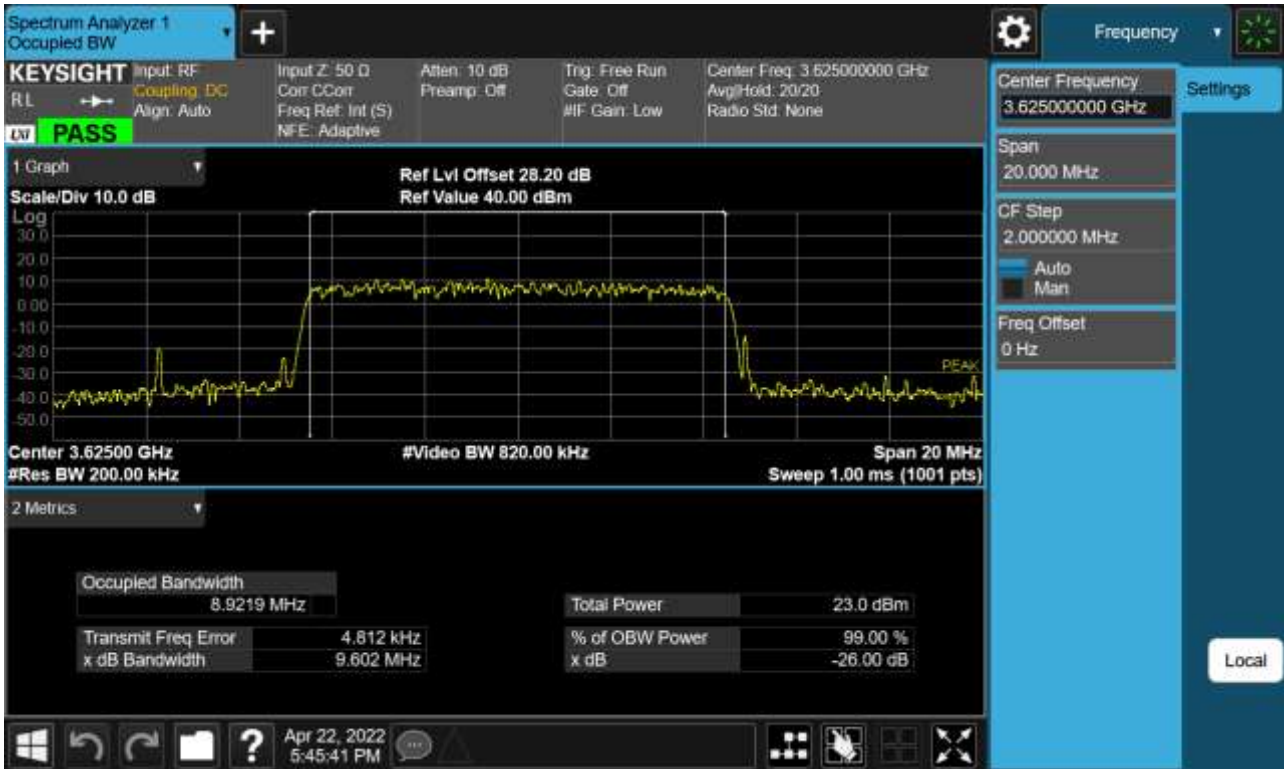 Spectrum Analyzer 1
Occupied BW
Frequency
KEYSIGHT Input: RF
RL Coupling: DC
Align: Auto
LXI PASS
Input Z: 50 Ω
Corr CCorr
Freq Ref: Int (S)
NFE: Adaptive
Atten: 10 dB
Preamp: Off
Trig: Free Run
Gate: Off
#IF Gain: Low
Center Freq: 3.625000000 GHz
Avg|Hold: 20/20
Radio Std: None
Center Frequency
3.625000000 GHz
Settings
Span
20.000 MHz
CF Step
2.000000 MHz
Auto
Man
Freq Offset
0 Hz
Local
1 Graph
Scale/Div 10.0 dB
Ref Lvl Offset 28.20 dB
Ref Value 40.00 dBm
Log
30.0
20.0
10.0
0.00
-10.0
-20.0
-30.0
-40.0
-50.0
PEAK
Center 3.62500 GHz
#Video BW 820.00 kHz
Span 20 MHz
#Res BW 200.00 kHz
Sweep 1.00 ms (1001 pts)
2 Metrics
Occupied Bandwidth
8.9219 MHz
Total Power 23.0 dBm
Transmit Freq Error 4.812 kHz
% of OBW Power 99.00 %
x dB Bandwidth 9.602 MHz
x dB -26.00 dB
?
Apr 22, 2022
5:45:41 PM